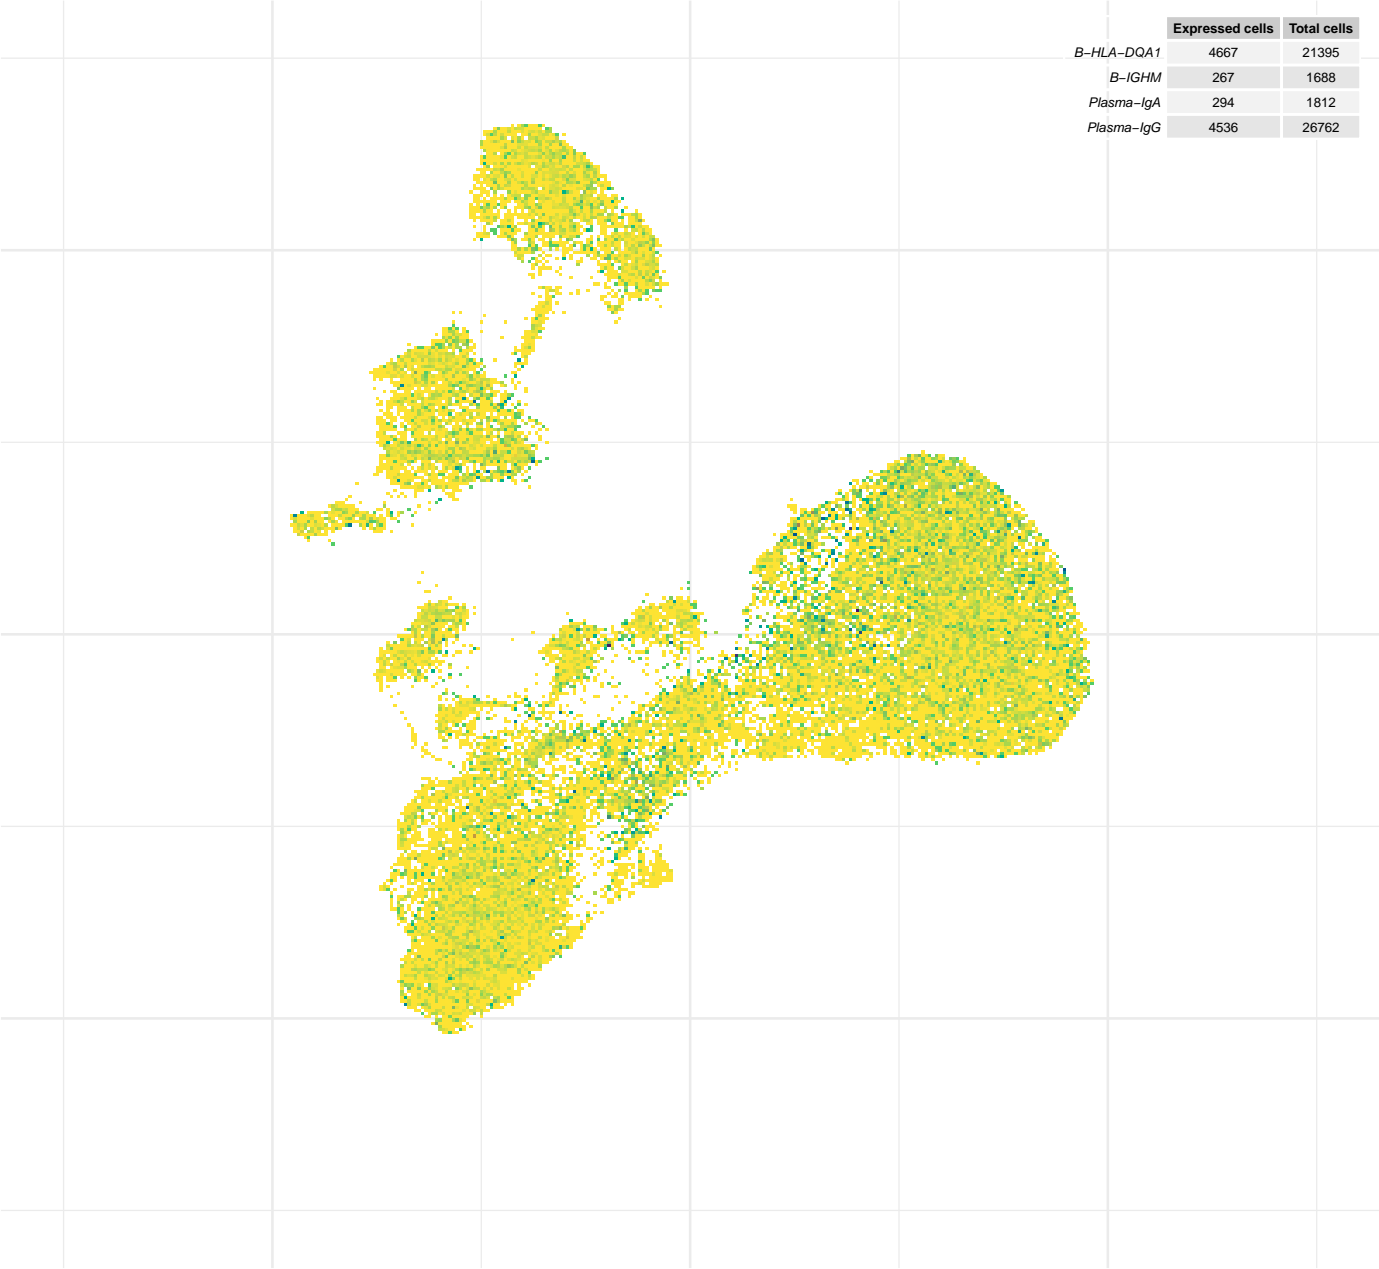 Expressed cells Total cells
B−HLA−DQA1 4667 21395
B−IGHM 267 1688
Plasma−IgA 294 1812
Plasma−IgG 4536 26762